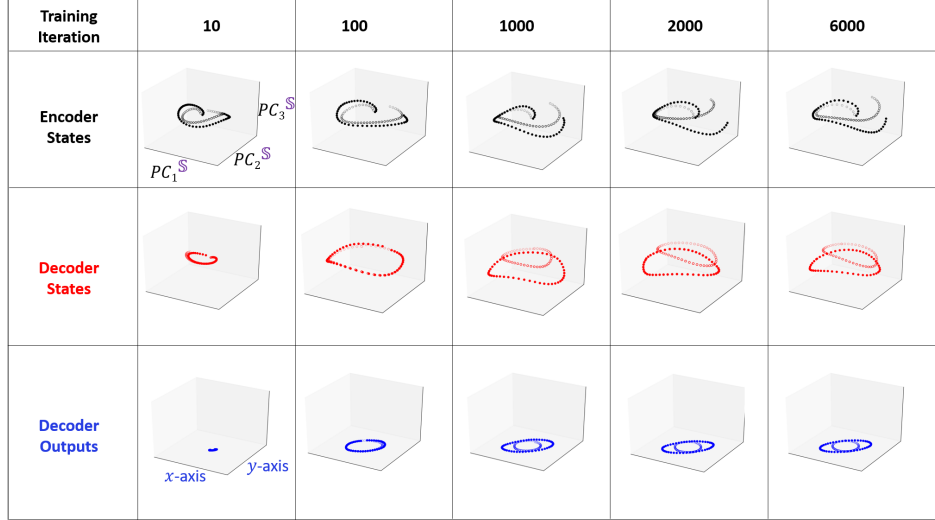 Training
Iteration
10
100
1000
2000
6000
Encoder
States
PC₃𝕊
PC₂𝕊
PC₁𝕊
Decoder
States
Decoder
Outputs
x-axis
y-axis